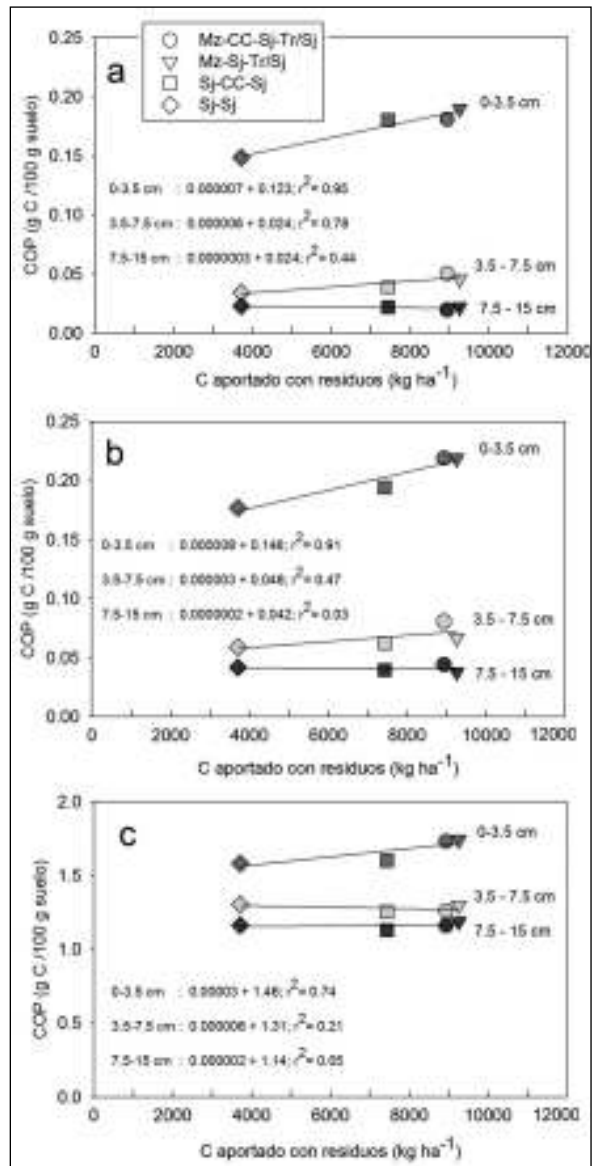 a
Mz-CC-Sj-Tr/Sj
Mz-Sj-Tr/Sj
Sj-CC-Sj
Sj-Sj
COP (g C /100 g suelo)
0.25
0.20
0.15
0.10
0.05
0.00
0-3.5 cm
0-3.5 cm : 0.000007 + 0.123; r2= 0.95
3.5-7.5 cm : 0.000006 + 0.024; r2= 0.78
7.5-15 cm : 0.0000003 + 0.024; r2= 0.44
3.5 - 7.5 cm
7.5 - 15 cm
0 2000 4000 6000 8000 10000 12000
C aportado con residuos (kg ha-1)
b
COP (g C /100 g suelo)
0.25
0.20
0.15
0.10
0.05
0.00
0-3.5 cm
0-3.5 cm : 0.000008 + 0.146; r2= 0.91
3.5-7.5 cm : 0.000003 + 0.046; r2= 0.47
7.5-15 cm : 0.0000002 + 0.042; r2= 0.03
3.5 - 7.5 cm
7.5 - 15 cm
0 2000 4000 6000 8000 10000 12000
C aportado con residuos (kg ha-1)
c
COP (g C /100 g suelo)
2.0
1.5
1.0
0.5
0.0
0-3.5 cm
3.5 - 7.5 cm
7.5 - 15 cm
0-3.5 cm : 0.00003 + 1.46; r2= 0.74
3.5-7.5 cm : 0.000006 + 1.31; r2= 0.21
7.5-15 cm : 0.000002 + 1.14; r2= 0.05
0 2000 4000 6000 8000 10000 12000
C aportado con residuos (kg ha-1)